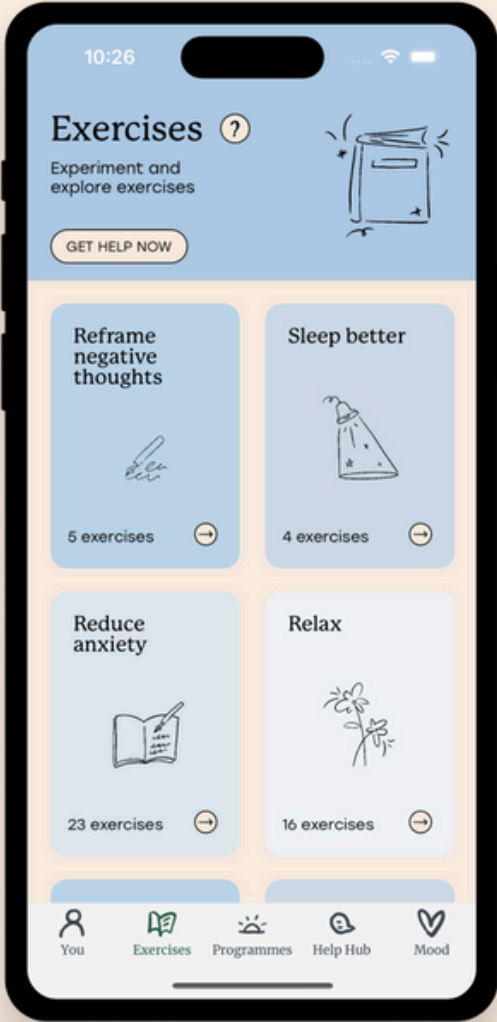 10:26
Exercises ?
Experiment and
explore exercises
GET HELP NOW
Reframe
negative
thoughts
5 exercises
Sleep better
4 exercises
Reduce
anxiety
23 exercises
Relax
16 exercises
You
Exercises
Programmes
Help Hub
Mood